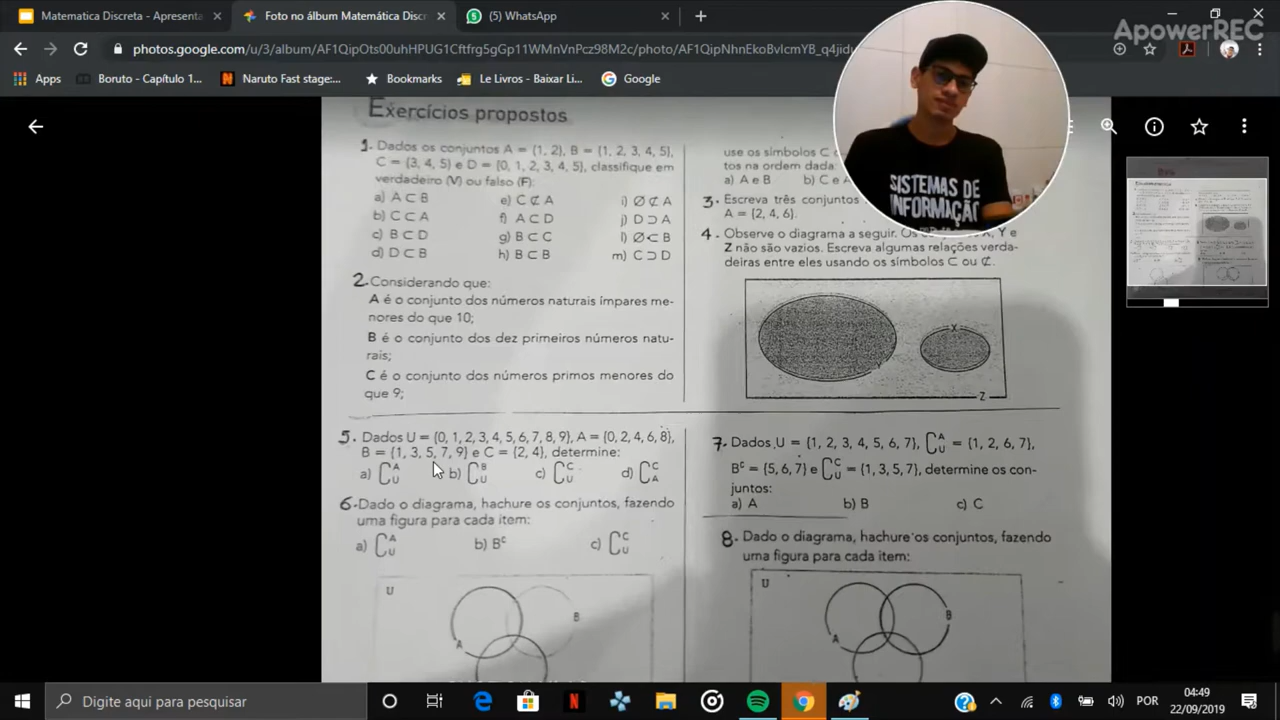 Matematica Discreta - Apresenta
Foto no álbum Matemática Discr
(5) WhatsApp
ApowerREC
photos.google.com/u/3/album/AF1QipOts00uhHPUG1Cftfrg5gGp11WMnVnPcz98M2c/photo/AF1QipNhnEkoBvlcmYB_q4jidu
Apps
Boruto - Capítulo 1...
Naruto Fast stage:...
Bookmarks
Le Livros - Baixar Li...
Google
Exercícios propostos
1. Dados os conjuntos A = {1, 2}, B = {1, 2, 3, 4, 5},
C = {3, 4, 5} e D = {0, 1, 2, 3, 4, 5}, classifique em
verdadeiro (V) ou falso (F):
a) A ⊂ B e) C ⊄ A i) Ø ⊄ A
b) C ⊂ A f) A ⊂ D j) D ⊃ A
c) B ⊂ D g) B ⊂ C l) Ø ⊂ B
d) D ⊂ B h) B ⊂ B m) C ⊃ D
2. Considerando que:
A é o conjunto dos números naturais ímpares me-
nores do que 10;
B é o conjunto dos dez primeiros números natu-
rais;
C é o conjunto dos números primos menores do
que 9;
use os símbolos
tos na ordem dada:
a) A e B b) C e
3. Escreva três conjuntos
A = {2, 4, 6}.
4. Observe o diagrama a seguir. Os X, Y e
Z não são vazios. Escreva algumas relações verda-
deiras entre eles usando os símbolos ⊂ ou ⊄.
X
Z
SISTEMAS DE
INFORMAÇÃO
5. Dados U = {0, 1, 2, 3, 4, 5, 6, 7, 8, 9}, A = {0, 2, 4, 6, 8},
B = {1, 3, 5, 7, 9} e C = {2, 4}, determine:
a) ∁ A U b) ∁ B U c) ∁ C U d) ∁ C A
6. Dado o diagrama, hachure os conjuntos, fazendo
uma figura para cada item:
a) ∁ A U b) Bᶜ c) ∁ C U
U
A
B
7. Dados U = {1, 2, 3, 4, 5, 6, 7}, ∁ A U = {1, 2, 6, 7},
Bᶜ = {5, 6, 7} e ∁ C U = {1, 3, 5, 7}, determine os con-
juntos:
a) A b) B c) C
8. Dado o diagrama, hachure os conjuntos, fazendo
uma figura para cada item:
U
A
B
Digite aqui para pesquisar
POR
04:49
22/09/2019